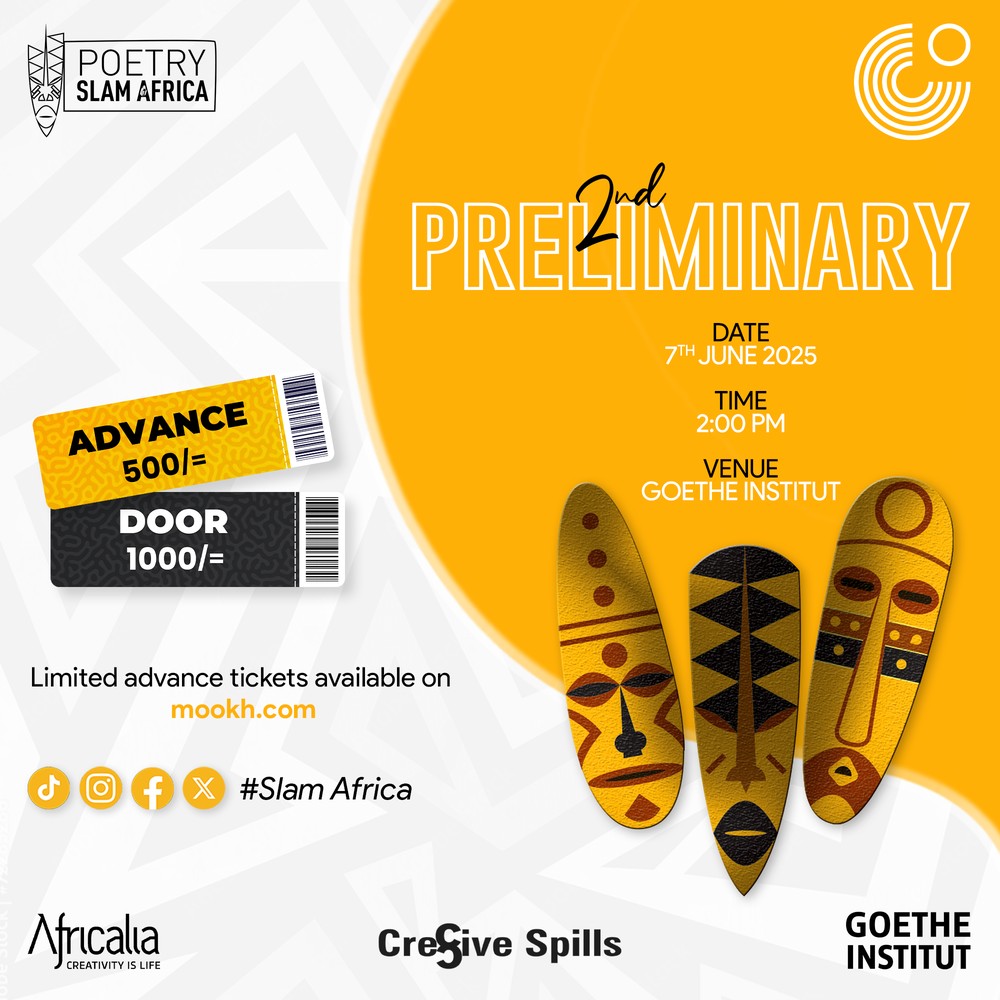 POETRY
SLAM AFRICA
2nd
PRELIMINARY
DATE
7TH JUNE 2025
TIME
2:00 PM
VENUE
GOETHE INSTITUT
ADVANCE
500/=
DOOR
1000/=
Limited advance tickets available on
mookh.com
#Slam Africa
Africalia
CREATIVITY IS LIFE
Cre8ive Spills
GOETHE
INSTITUT